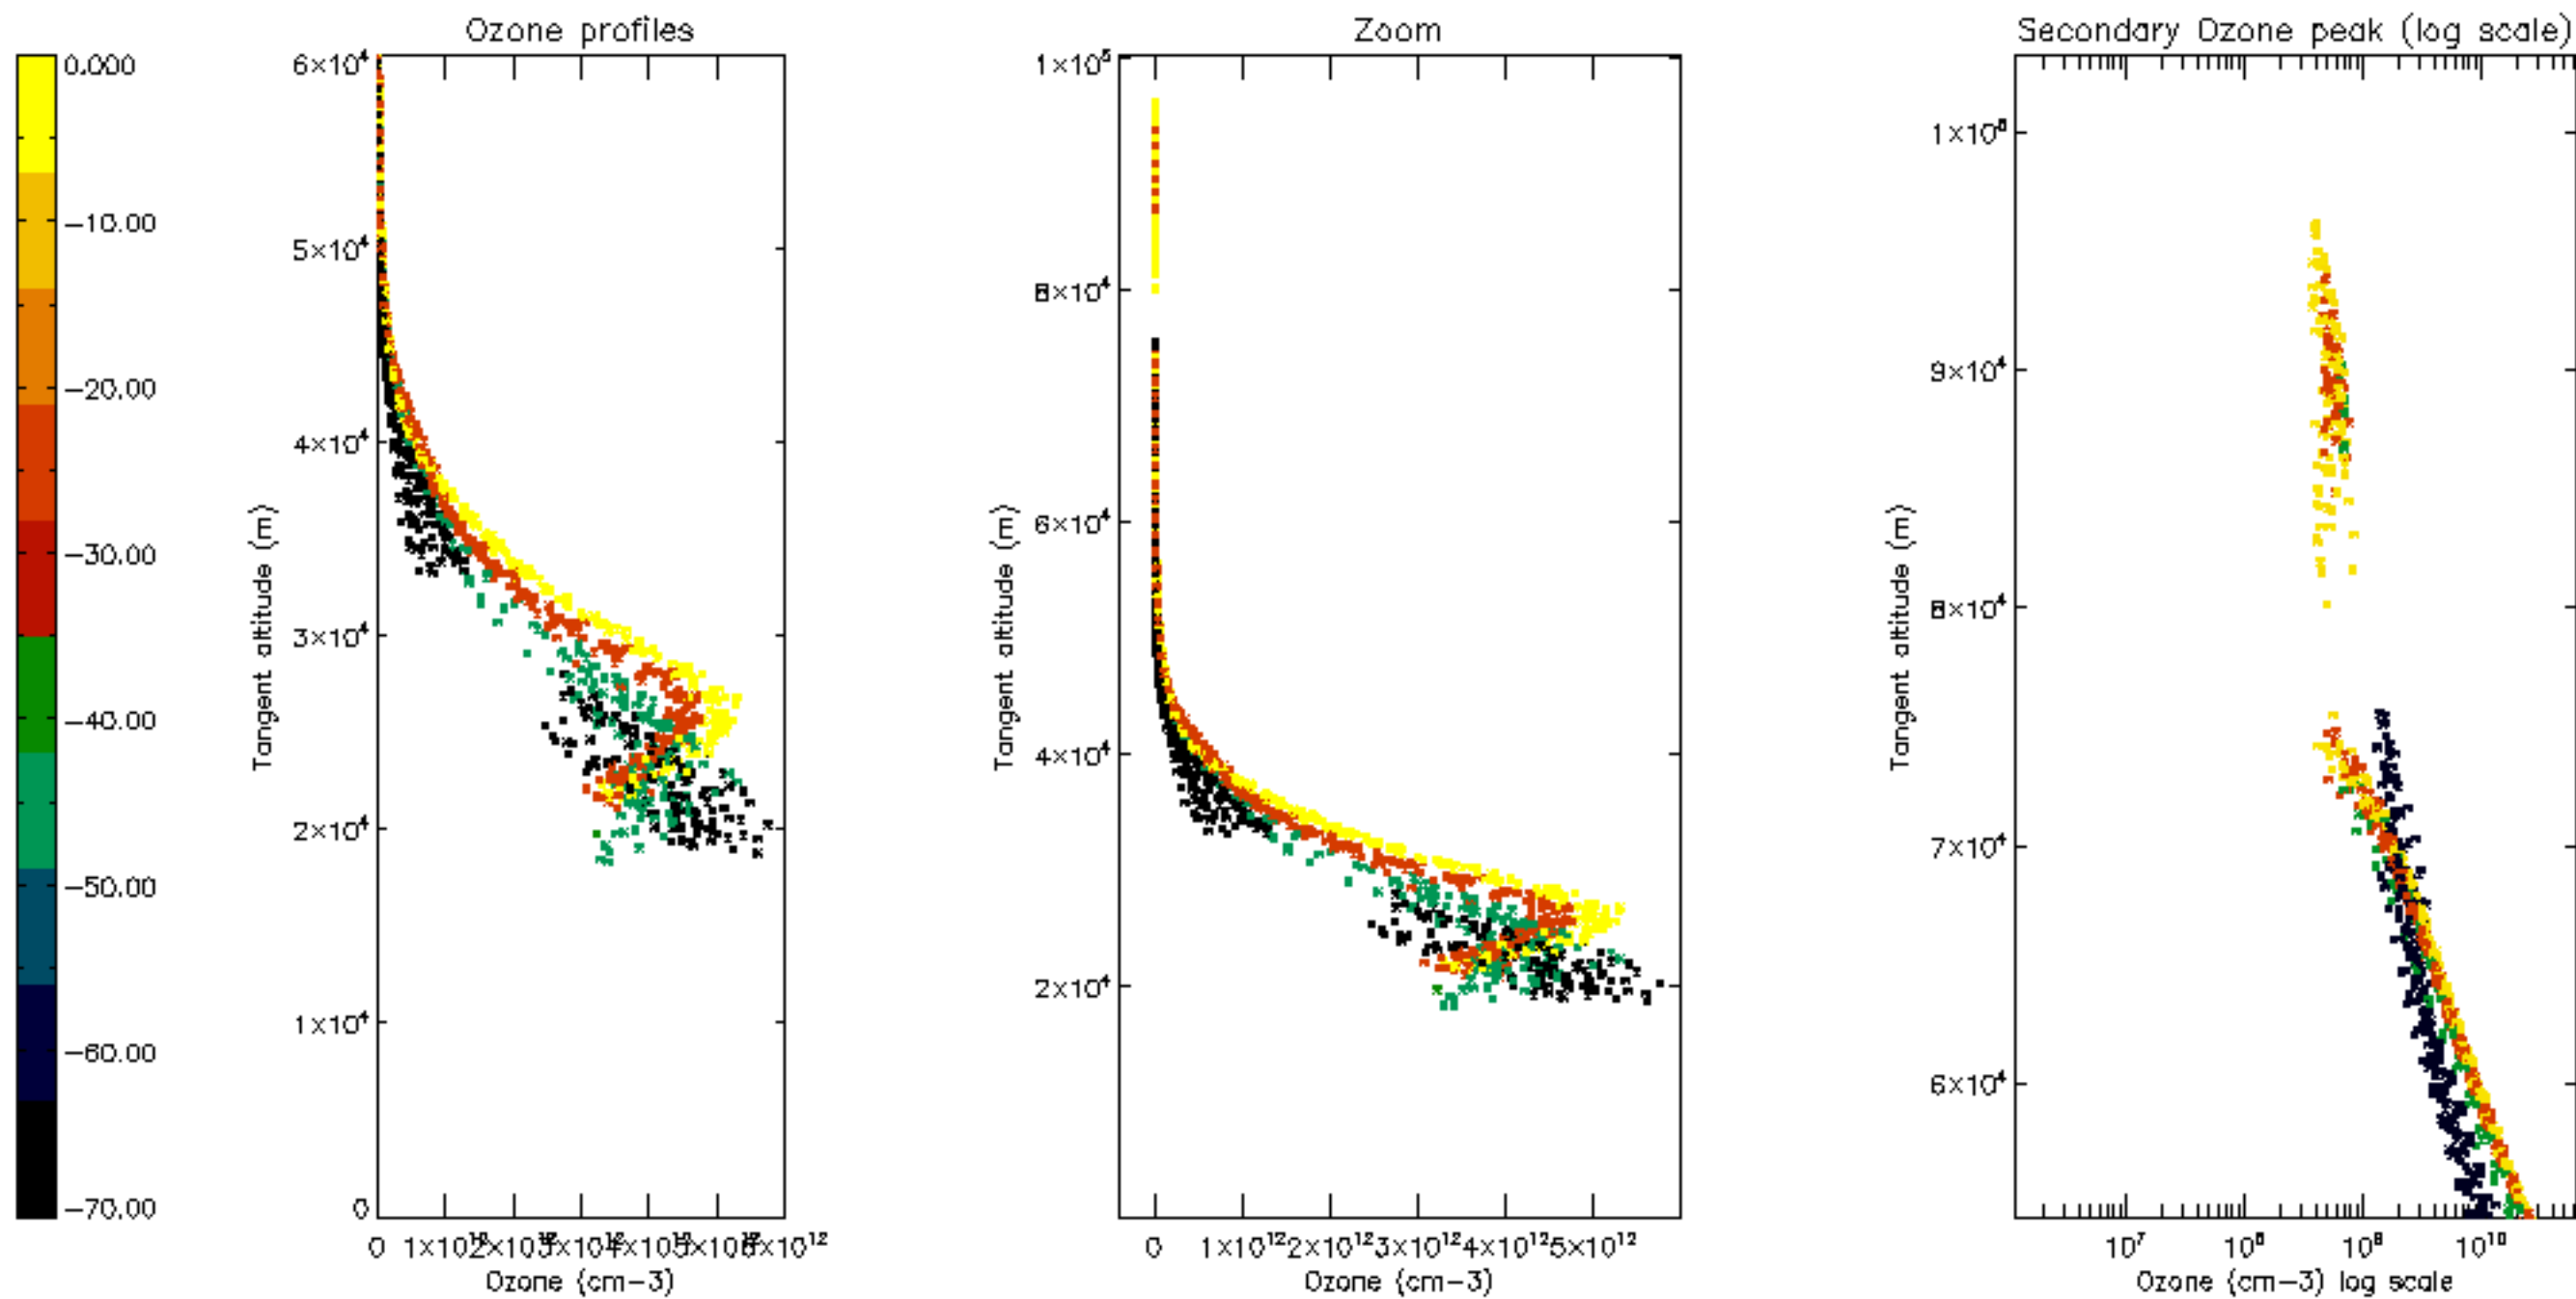 Ozone profiles
Zoom
Secondary Ozone peak (log scale)
0.000
-10.00
-20.00
-30.00
-40.00
-50.00
-60.00
-70.00
6×10⁴
5×10⁴
4×10⁴
3×10⁴
2×10⁴
1×10⁴
0
Tangent altitude (m)
0 1×10¹²
Ozone (cm-3)
1×10⁵
8×10⁴
6×10⁴
4×10⁴
2×10⁴
Tangent altitude (m)
0 1×10¹² 2×10¹² 3×10¹² 4×10¹² 5×10¹²
Ozone (cm-3)
9×10⁴
8×10⁴
7×10⁴
6×10⁴
Tangent altitude (m)
10⁷ 10⁸ 10⁹ 10¹⁰
Ozone (cm-3) log scale